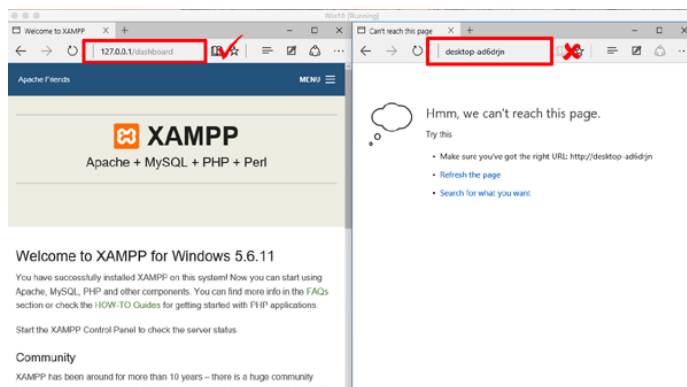 Win10 [Running]
Welcome to XAMPP
127.0.0.1/dashboard
Apache Friends
MENU
XAMPP
Apache + MySQL + PHP + Perl
Welcome to XAMPP for Windows 5.6.11
You have successfully installed XAMPP on this system! Now you can start using
Apache, MySQL, PHP and other components. You can find more info in the FAQs
section or check the HOW-TO Guides for getting started with PHP applications.
Start the XAMPP Control Panel to check the server status.
Community
XAMPP has been around for more than 10 years – there is a huge community
Can't reach this page
desktop-ad6drjn
Hmm, we can't reach this page.
Try this
• Make sure you've got the right URL: http://desktop-ad6drjn
• Refresh the page
• Search for what you want